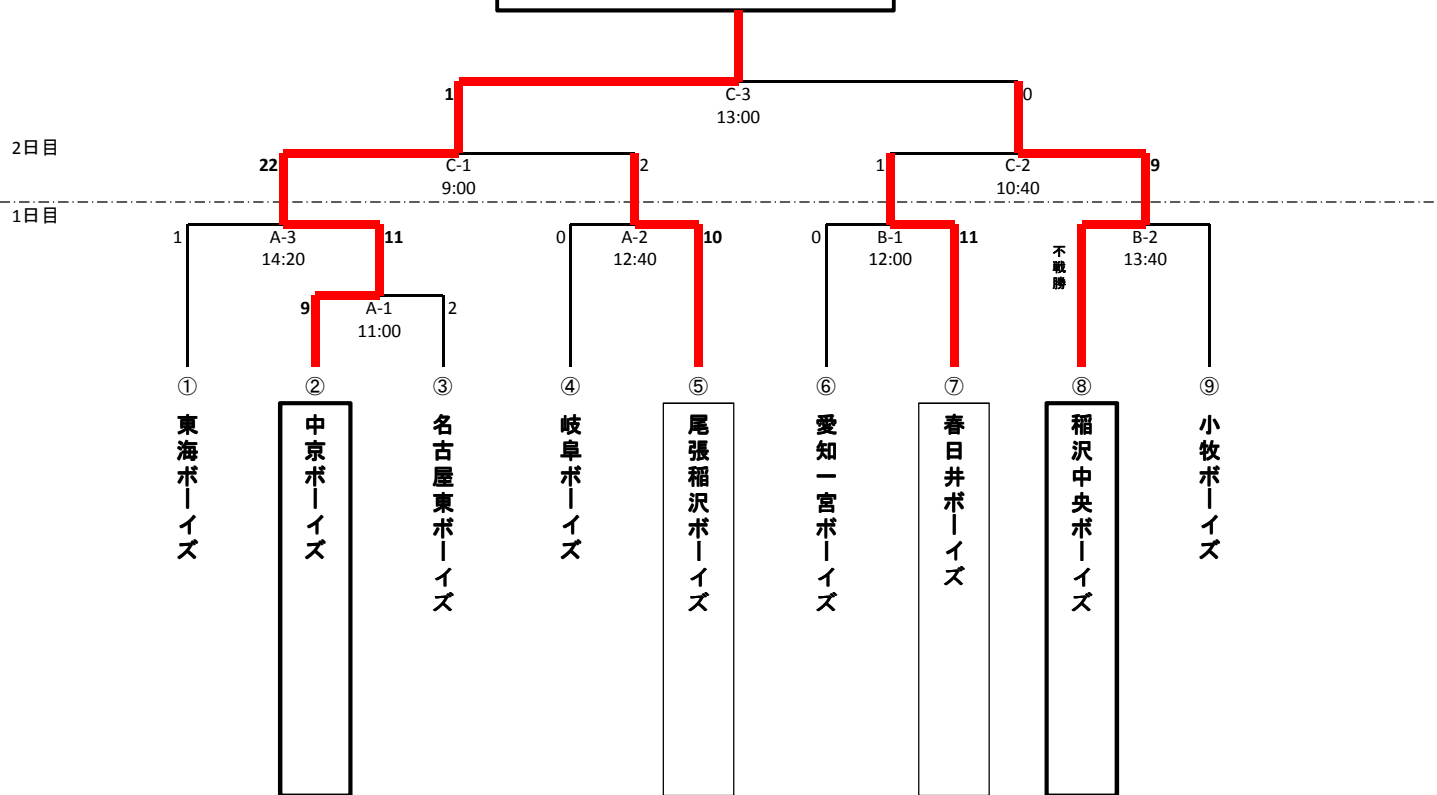 1
C-3
0
13:00
2日目
22
C-1
2
1
C-2
9
9:00
10:40
1日目
1
A-3
11
0
A-2
10
0
B-1
11
不戦勝
B-2
14:20
12:40
12:00
13:40
9
A-1
2
11:00
①
②
③
④
⑤
⑥
⑦
⑧
⑨
東海ボーイズ
中京ボーイズ
名古屋東ボーイズ
岐阜ボーイズ
尾張稲沢ボーイズ
愛知一宮ボーイズ
春日井ボーイズ
稲沢中央ボーイズ
小牧ボーイズ